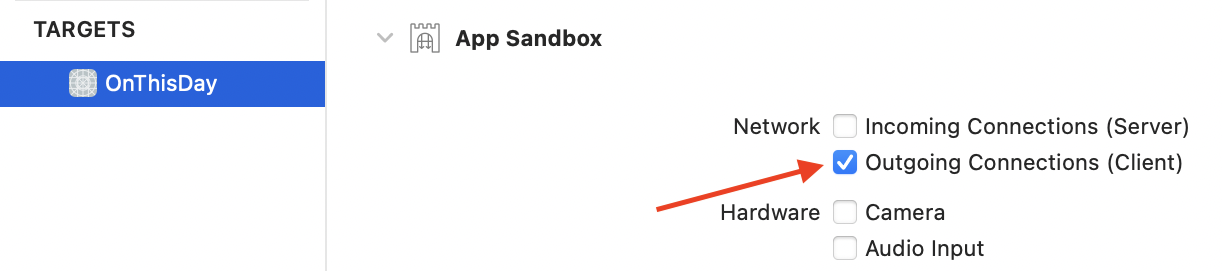 TARGETS
OnThisDay
App Sandbox
Network Incoming Connections (Server)
Outgoing Connections (Client)
Hardware Camera
Audio Input